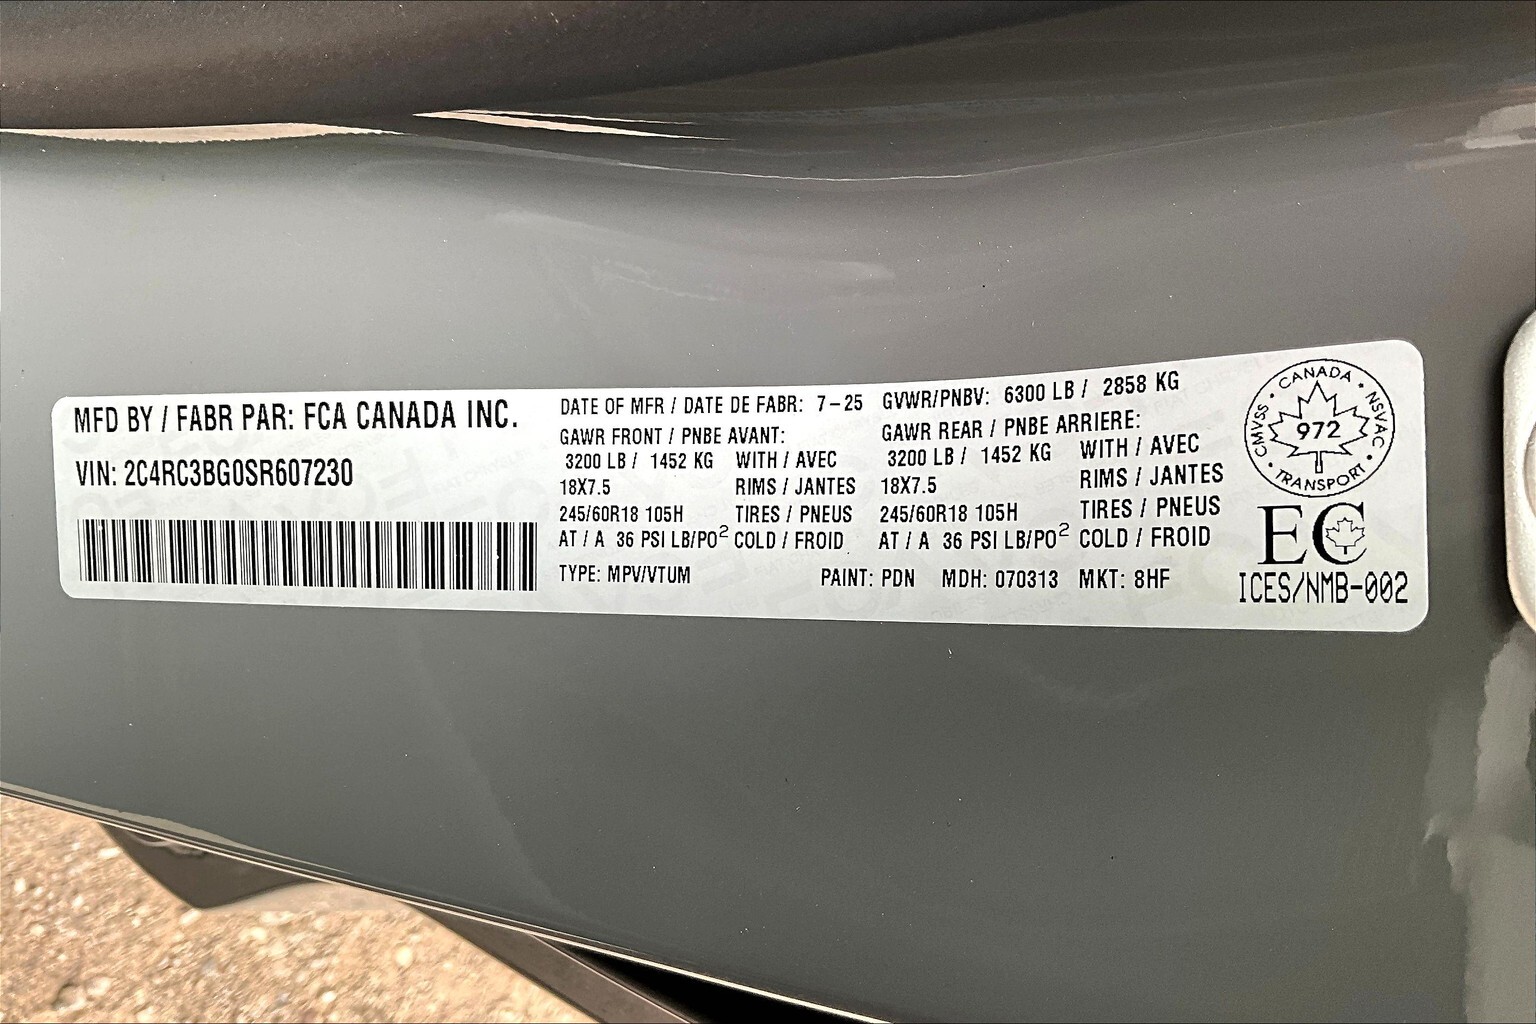 MFD BY / FABR PAR: FCA CANADA INC.
VIN: 2C4RC3BG0SR607230
DATE OF MFR / DATE DE FABR: 7-25 GVWR/PNBV: 6300 LB / 2858 KG
GAWR FRONT / PNBE AVANT: GAWR REAR / PNBE ARRIERE:
3200 LB / 1452 KG WITH / AVEC 3200 LB / 1452 KG WITH / AVEC
18X7.5 RIMS / JANTES 18X7.5 RIMS / JANTES
245/60R18 105H TIRES / PNEUS 245/60R18 105H TIRES / PNEUS
AT / A 36 PSI LB/PO² COLD / FROID AT / A 36 PSI LB/PO² COLD / FROID
TYPE: MPV/VTUM PAINT: PDN MDH: 070313 MKT: 8HF
CMVSS • CANADA • NSVAC • TRANSPORT •
972
EC
ICES/NMB-002